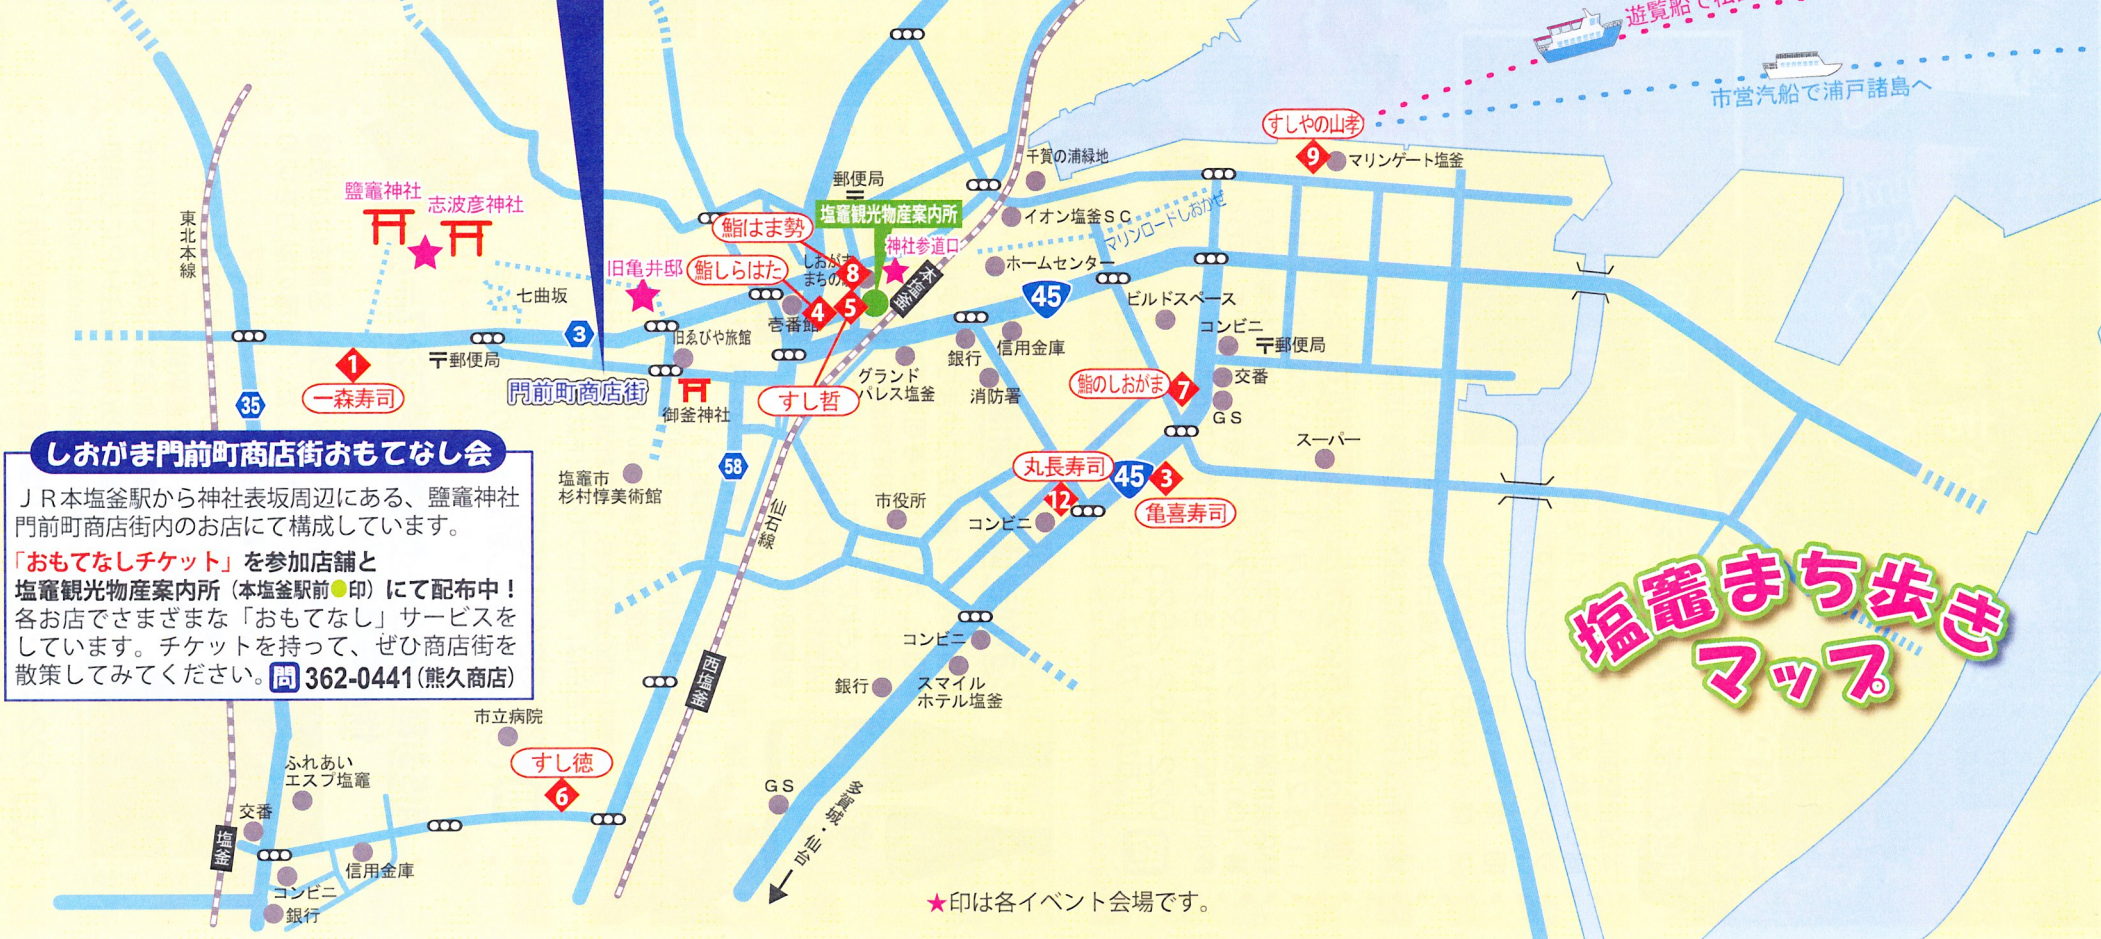 遊覧船で
市営汽船で浦戸諸島へ
すしやの山孝
9
マリンゲート塩釜
千賀の浦緑地
郵便局
塩竈観光物産案内所
イオン塩釜ＳＣ
マリンロードしおかぜ
神社参道口
鮨はま勢
8
しおがま
まちの
鮨しらはた
4
5
壱番館
本塩釜
ホームセンター
45
ビルドスペース
コンビニ
〒郵便局
交番
ＧＳ
鮨のしおがま
7
銀行
信用金庫
消防署
グランド
パレス塩釜
すし哲
鹽竈神社
志波彦神社
東北本線
七曲坂
旧亀井邸
3
旧ゑびや旅館
〒郵便局
門前町商店街
御釜神社
1
一森寿司
35
58
塩竈市
杉村惇美術館
仙石線
市役所
丸長寿司
12
コンビニ
45
3
亀喜寿司
スーパー
しおがま門前町商店街おもてなし会
ＪＲ本塩釜駅から神社表坂周辺にある、鹽竈神社
門前町商店街内のお店にて構成しています。
「おもてなしチケット」を参加店舗と
塩竈観光物産案内所（本塩釜駅前●印）にて配布中！
各お店でさまざまな「おもてなし」サービスを
しています。チケットを持って、ぜひ商店街を
散策してみてください。問362-0441（熊久商店）
塩竈まち歩き
マップ
コンビニ
スマイル
ホテル塩釜
銀行
西塩釜
市立病院
すし徳
6
ふれあい
エスプ塩竈
交番
塩釜
信用金庫
コンビニ
銀行
ＧＳ
多賀城・仙台
★印は各イベント会場です。